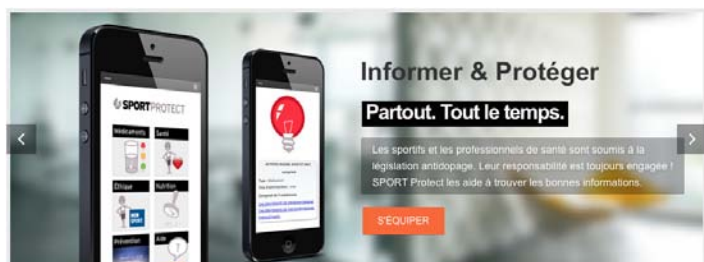 SPORTPROTECT
Médicaments
Santé
Éthique
Nutrition
Prévention
Aide
Informer & Protéger
Partout. Tout le temps.
Les sportifs et les professionnels de santé sont soumis à la
législation antidopage. Leur responsabilité est toujours engagée !
SPORT Protect les aide à trouver les bonnes informations.
S'ÉQUIPER